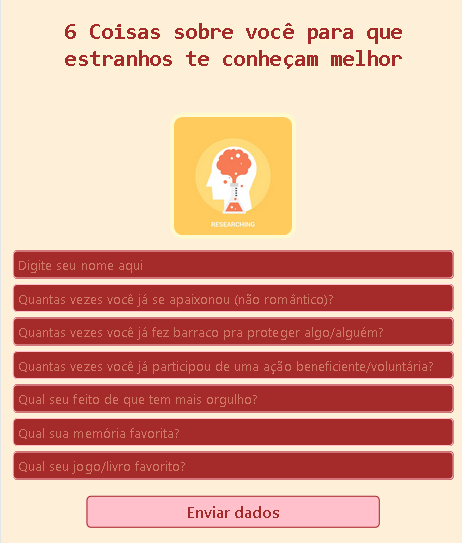 6 Coisas sobre você para que
estranhos te conheçam melhor
RESEARCHING
Digite seu nome aqui
Quantas vezes você já se apaixonou (não romântico)?
Quantas vezes você já fez barraco pra proteger algo/alguém?
Quantas vezes você já participou de uma ação beneficiente/voluntária?
Qual seu feito de que tem mais orgulho?
Qual sua memória favorita?
Qual seu jogo/livro favorito?
Enviar dados